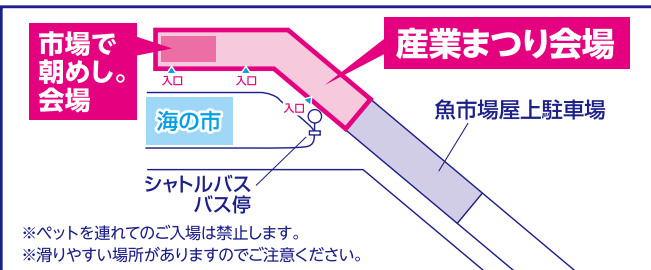 市場で
朝めし。
会場
産業まつり会場
入口
入口
入口
魚市場屋上駐車場
海の市
シャトルバス
バス停
※ペットを連れてのご入場は禁止します。
※滑りやすい場所がありますのでご注意ください。